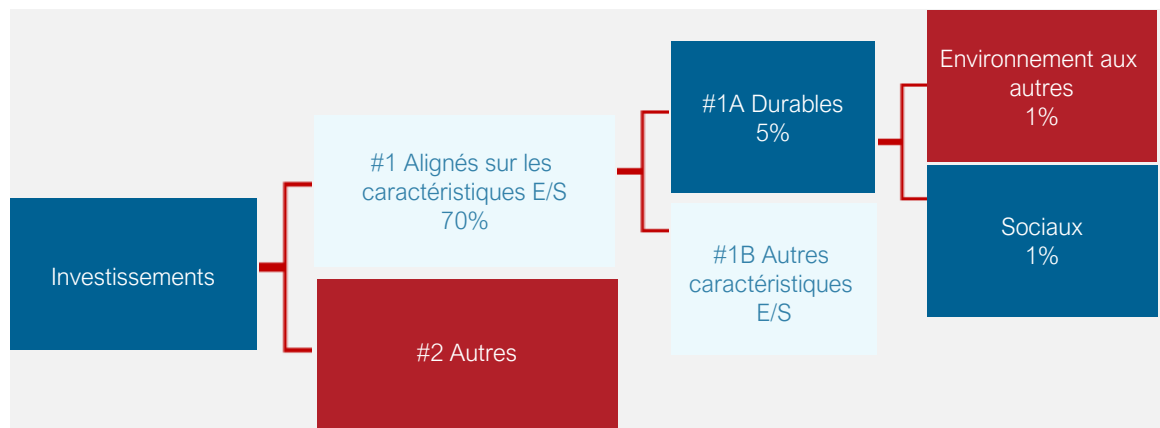 Investissements
#1 Alignés sur les
caractéristiques E/S
70%
#2 Autres
#1A Durables
5%
#1B Autres
caractéristiques
E/S
Environnement aux
autres
1%
Sociaux
1%